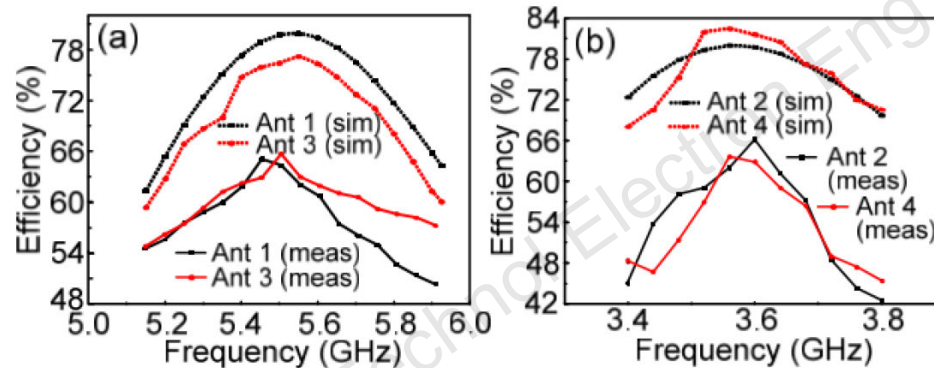 (a)
Efficiency (%)
78
72
66
60
54
48
Ant 1 (sim)
Ant 3 (sim)
Ant 1 (meas)
Ant 3 (meas)
5.0 5.2 5.4 5.6 5.8 6.0
Frequency (GHz)
(b)
Efficiency (%)
84
78
72
66
60
54
48
42
Ant 2 (sim)
Ant 4 (sim)
Ant 2
(meas)
Ant 4
(meas)
3.4 3.6 3.8
Frequency (GHz)
Technol Electron Eng